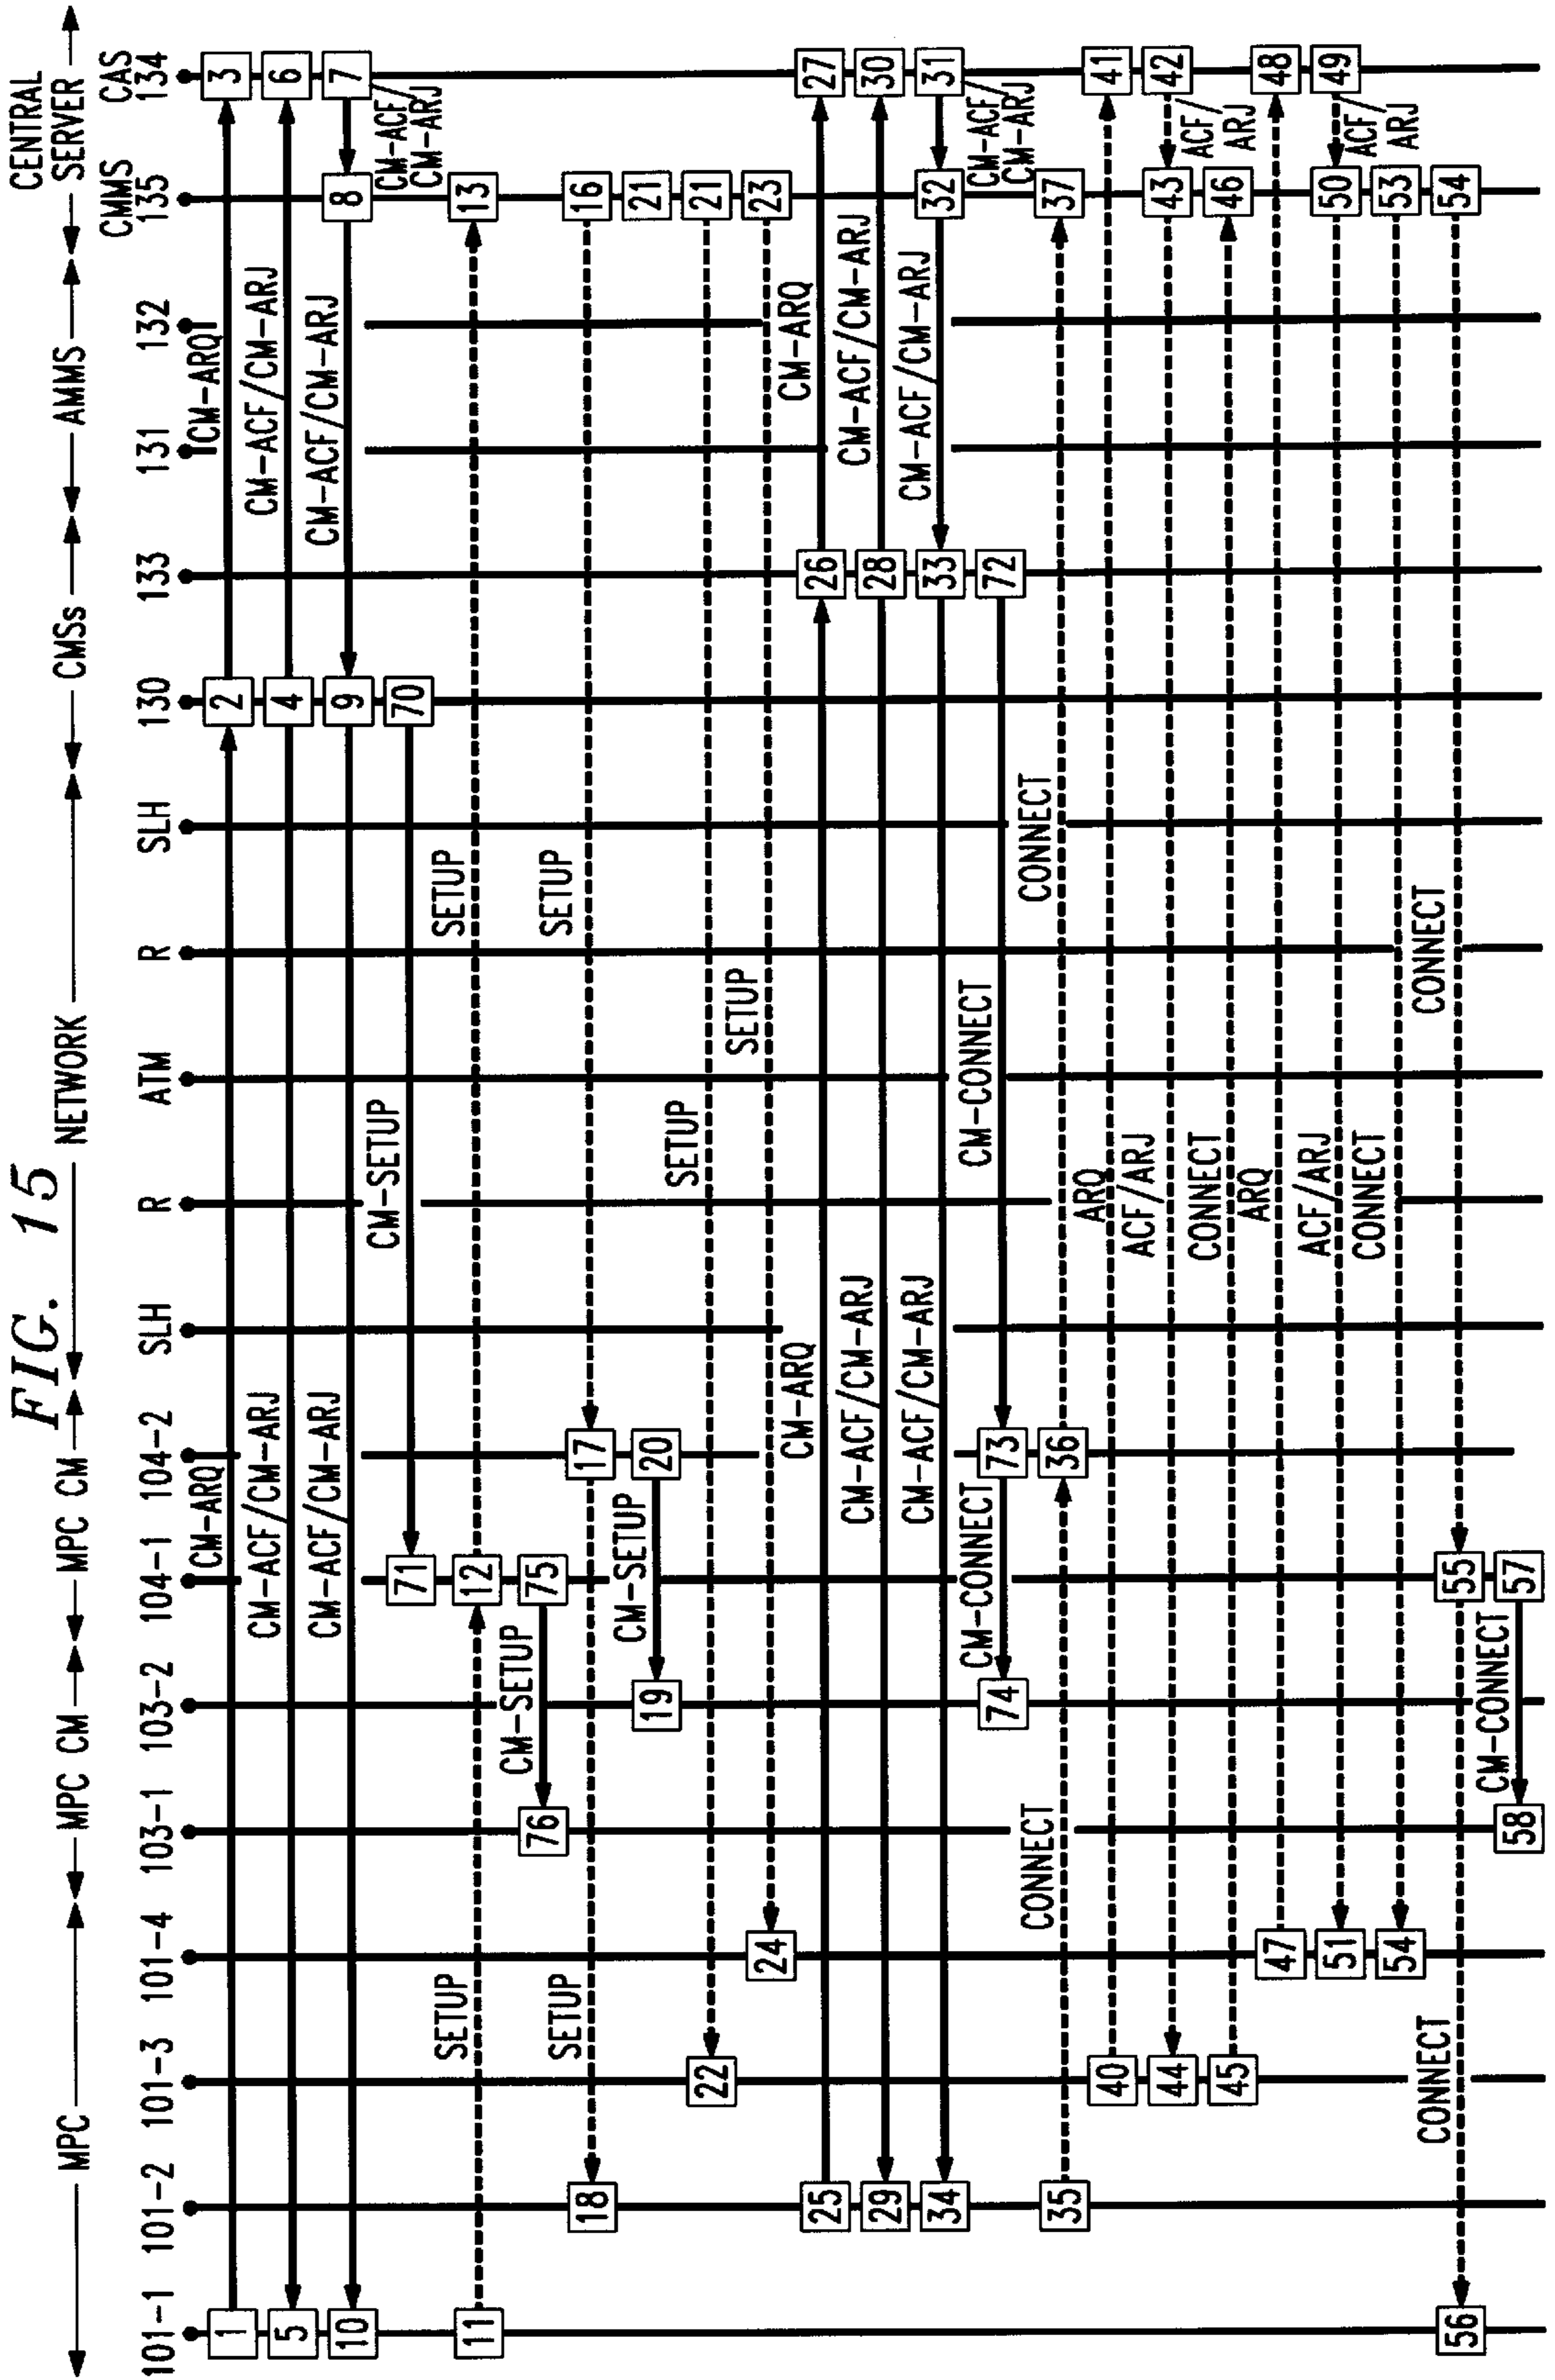 FIG. 15
CENTRAL
MPC MPC CM MPC CM NETWORK CMSs AMMS SERVER
CMMS CAS
101-1 101-2 101-3 101-4 103-1 103-2 104-1 104-2 SLH R ATM R SLH 130 133 131 132 135 134
CM-ARQ CM-ARQ
1 2 3
CM-ACF/CM-ARJ CM-ACF/CM-ARJ
5 4 6
CM-ACF/CM-ARJ CM-ACF/CM-ARJ
10 9 8 7
CM-SETUP CM-ACF/
71 70 CM-ARJ
SETUP SETUP
11 12 13
CM-SETUP
76 75
SETUP SETUP
18 17 16
CM-SETUP
19 20 21
SETUP
22 21
SETUP
24 23
CM-ARQ CM-ARQ
25 26 27
CM-ACF/CM-ARJ CM-ACF/CM-ARJ
29 28 30
CM-ACF/CM-ARJ CM-ACF/CM-ARJ
34 33 32 31
CM-CONNECT CM-CONNECT CM-ACF/
74 73 72 CM-ARJ
CONNECT CONNECT
35 36 37
ARQ
40 41
ACF/ARJ
44 43 42
CONNECT ACF/
45 46 ARJ
ARQ
47 48
ACF/ARJ
51 50 49
CONNECT ACF/
54 53 ARJ
CONNECT CONNECT
56 55 54
CM-CONNECT
58 57